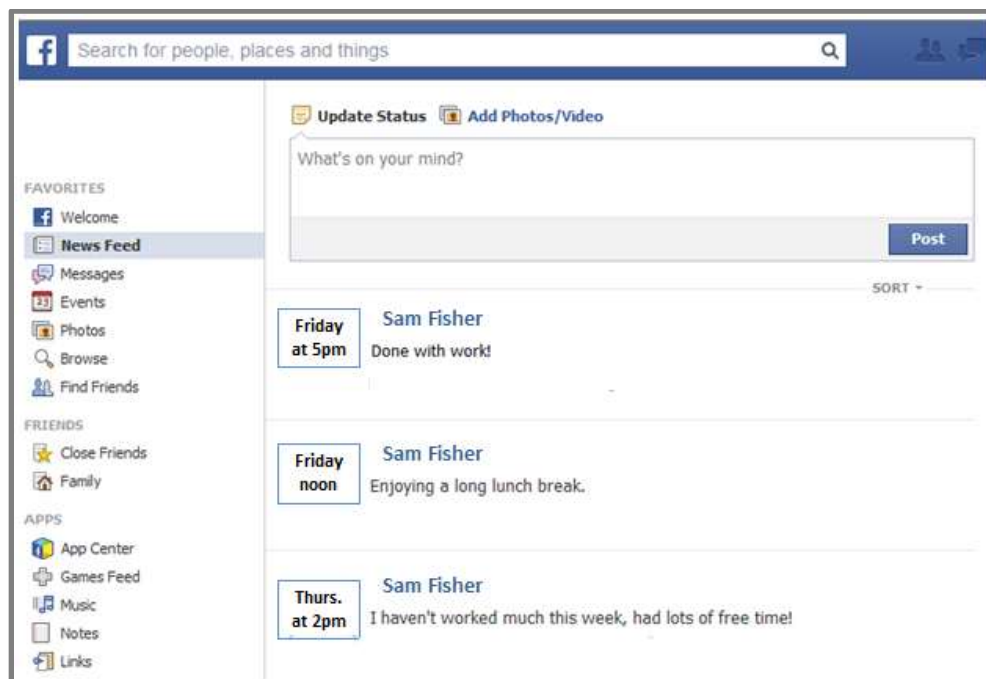 f Search for people, places and things
Update Status Add Photos/Video
What's on your mind?
Post
SORT
FAVORITES
Welcome
News Feed
Messages
23 Events
Photos
Browse
Find Friends
FRIENDS
Close Friends
Family
APPS
App Center
Games Feed
Music
Notes
Links
Friday
at 5pm
Sam Fisher
Done with work!
Friday
noon
Sam Fisher
Enjoying a long lunch break.
Thurs.
at 2pm
Sam Fisher
I haven't worked much this week, had lots of free time!